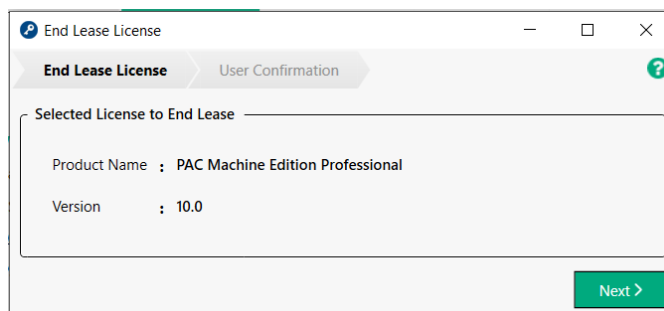 End Lease License
End Lease License
User Confirmation
?
Selected License to End Lease
Product Name : PAC Machine Edition Professional
Version : 10.0
Next >